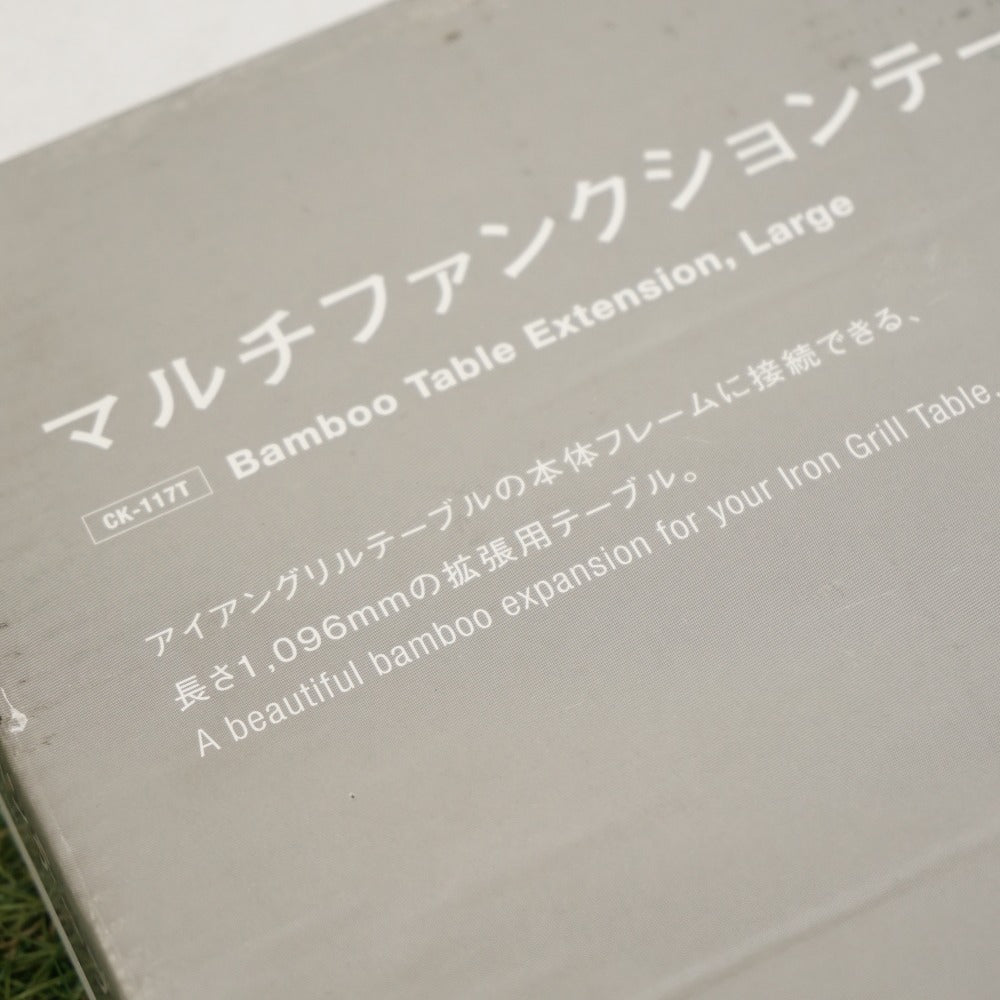 マルチファンクションテー
CK-117T Bamboo Table Extension, Large
アイアングリルテーブルの本体フレームに接続できる、
長さ1,096mmの拡張用テーブル。
A beautiful bamboo expansion for your Iron Grill Table.